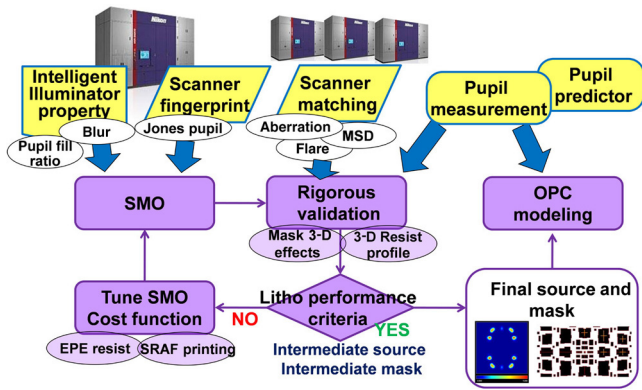 Nikon
Intelligent
Illuminator
property
Blur
Pupil fill
ratio
Scanner
fingerprint
Jones pupil
Scanner
matching
Aberration
MSD
Flare
Pupil
measurement
Pupil
predictor
SMO
Rigorous
validation
Mask 3-D
effects
3-D Resist
profile
OPC
modeling
Tune SMO
Cost function
EPE resist
SRAF printing
NO
Litho performance
criteria
YES
Intermediate source
Intermediate mask
Final source and
mask